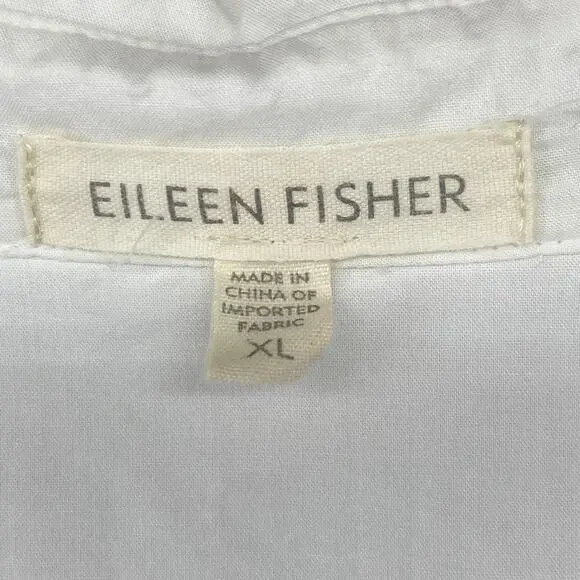 EILEEN FISHER
MADE IN
CHINA OF
IMPORTED
FABRIC
XL